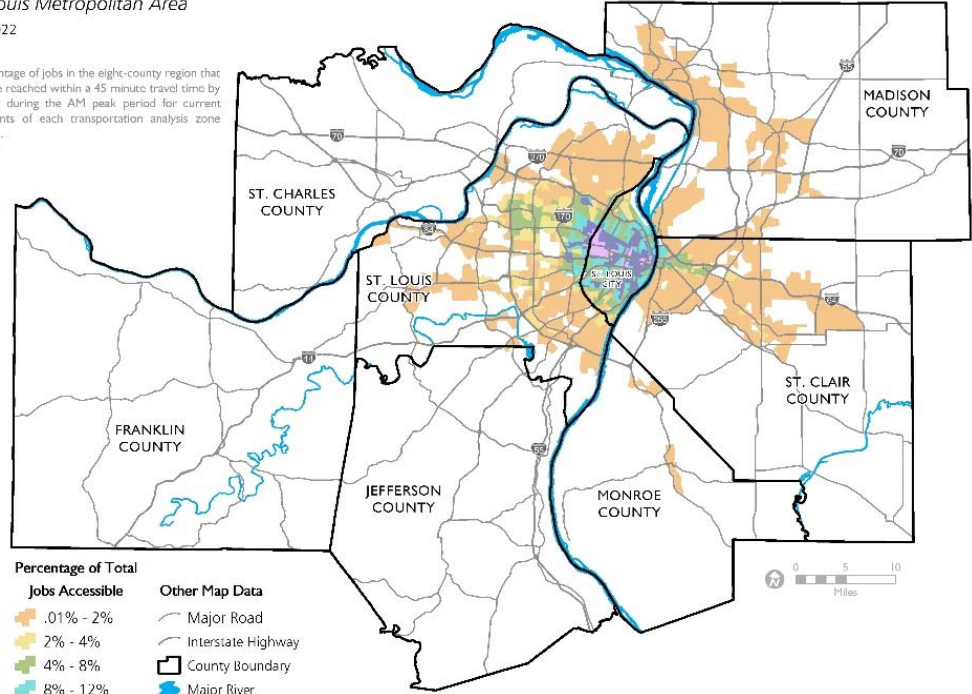 ouis Metropolitan Area
22
ntage of jobs in the eight-county region that
e reached within a 45 minute travel time by
during the AM peak period for current
nts of each transportation analysis zone
MADISON
COUNTY
55
70
70
270
ST. CHARLES
COUNTY
170
64
ST. LOUIS
COUNTY
ST. LOUIS
CITY
64
255
44
ST. CLAIR
COUNTY
FRANKLIN
COUNTY
55
JEFFERSON
COUNTY
MONROE
COUNTY
Percentage of Total
Jobs Accessible
.01% - 2%
2% - 4%
4% - 8%
8% - 12%
Other Map Data
Major Road
Interstate Highway
County Boundary
Major River
N
0 5 10
Miles